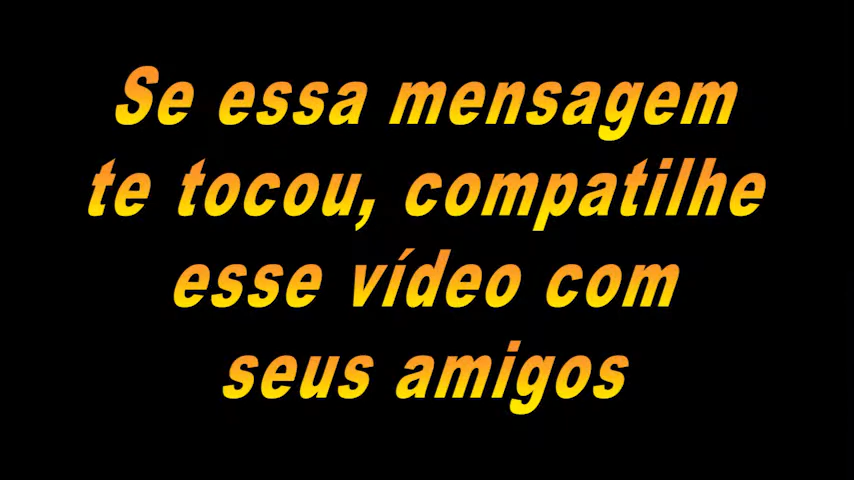 Se essa mensagem
te tocou, compatilhe
esse vídeo com
seus amigos